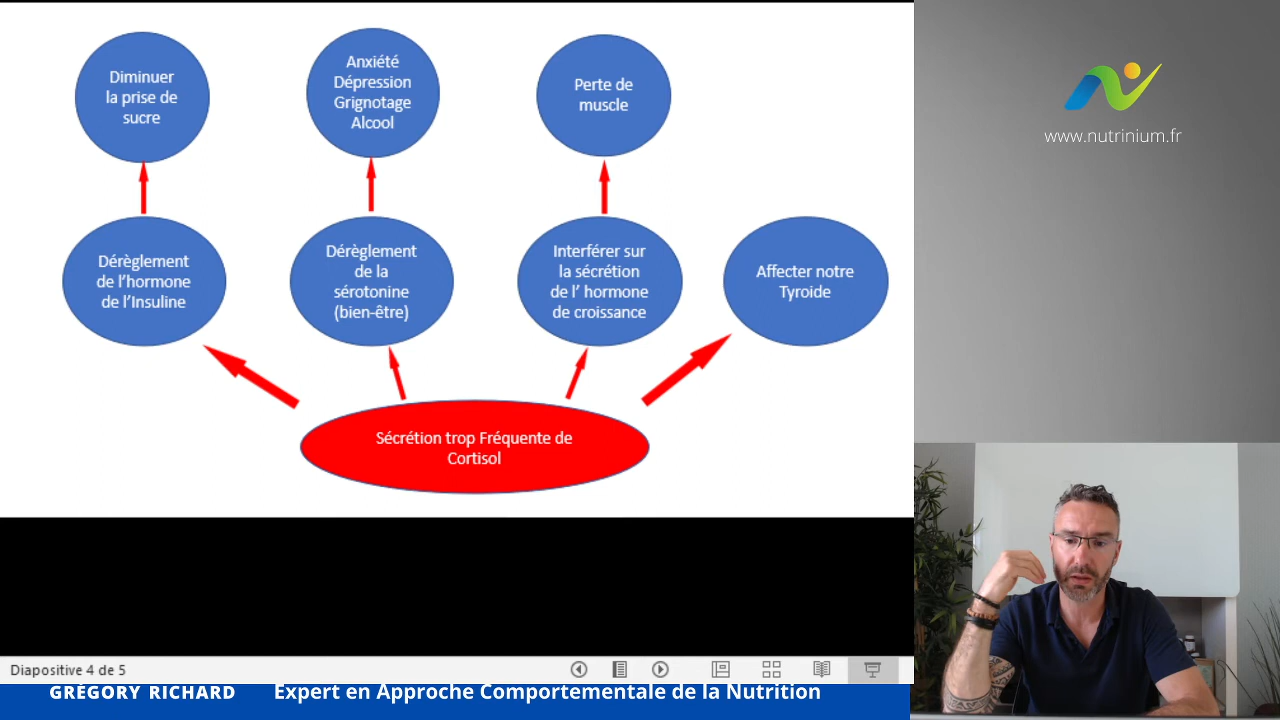 Diminuer
la prise de
sucre
Anxiété
Dépression
Grignotage
Alcool
Perte de
muscle
Dérèglement
de l’hormone
de l’Insuline
Dérèglement
de la
sérotonine
(bien-être)
Interférer sur
la sécrétion
de l’ hormone
de croissance
Affecter notre
Tyroide
Sécrétion trop Fréquente de
Cortisol
www.nutrinium.fr
Diapositive 4 de 5
GRÉGORY RICHARD
Expert en Approche Comportementale de la Nutrition